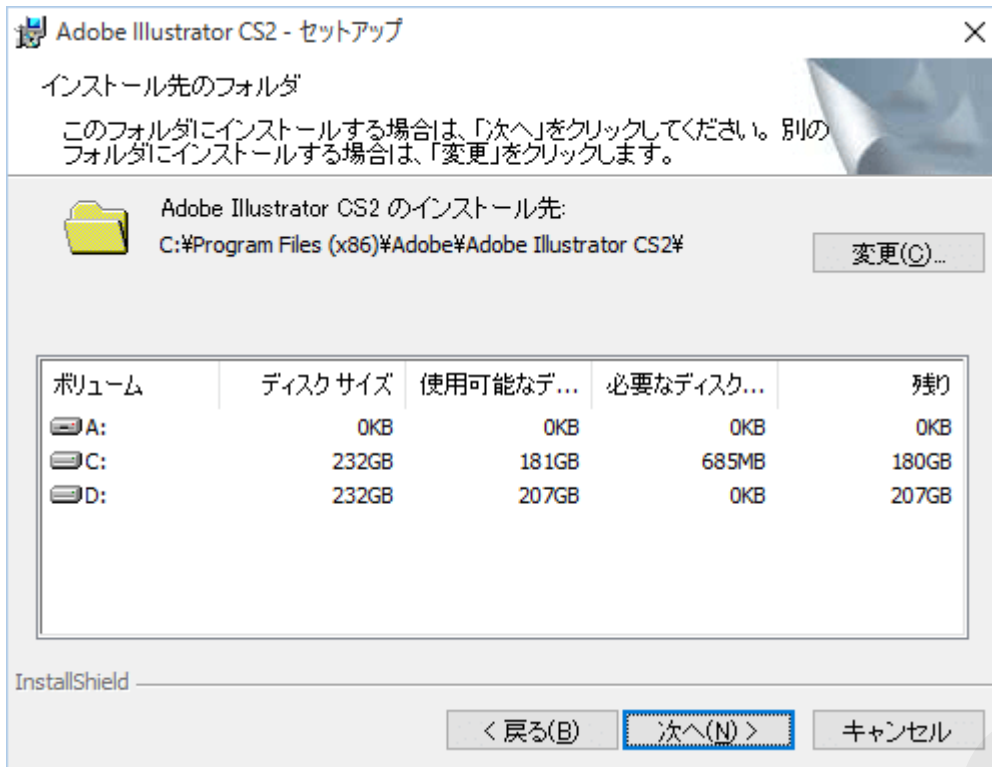 Adobe Illustrator CS2 - セットアップ
インストール先のフォルダ
このフォルダにインストールする場合は、「次へ」をクリックしてください。別の
フォルダにインストールする場合は、「変更」をクリックします。
Adobe Illustrator CS2 のインストール先:
C:¥Program Files (x86)¥Adobe¥Adobe Illustrator CS2¥
変更(C)...
ボリューム ディスク サイズ 使用可能なデ... 必要なディスク... 残り
A: 0KB 0KB 0KB 0KB
C: 232GB 181GB 685MB 180GB
D: 232GB 207GB 0KB 207GB
InstallShield
< 戻る(B) 次へ(N) > キャンセル